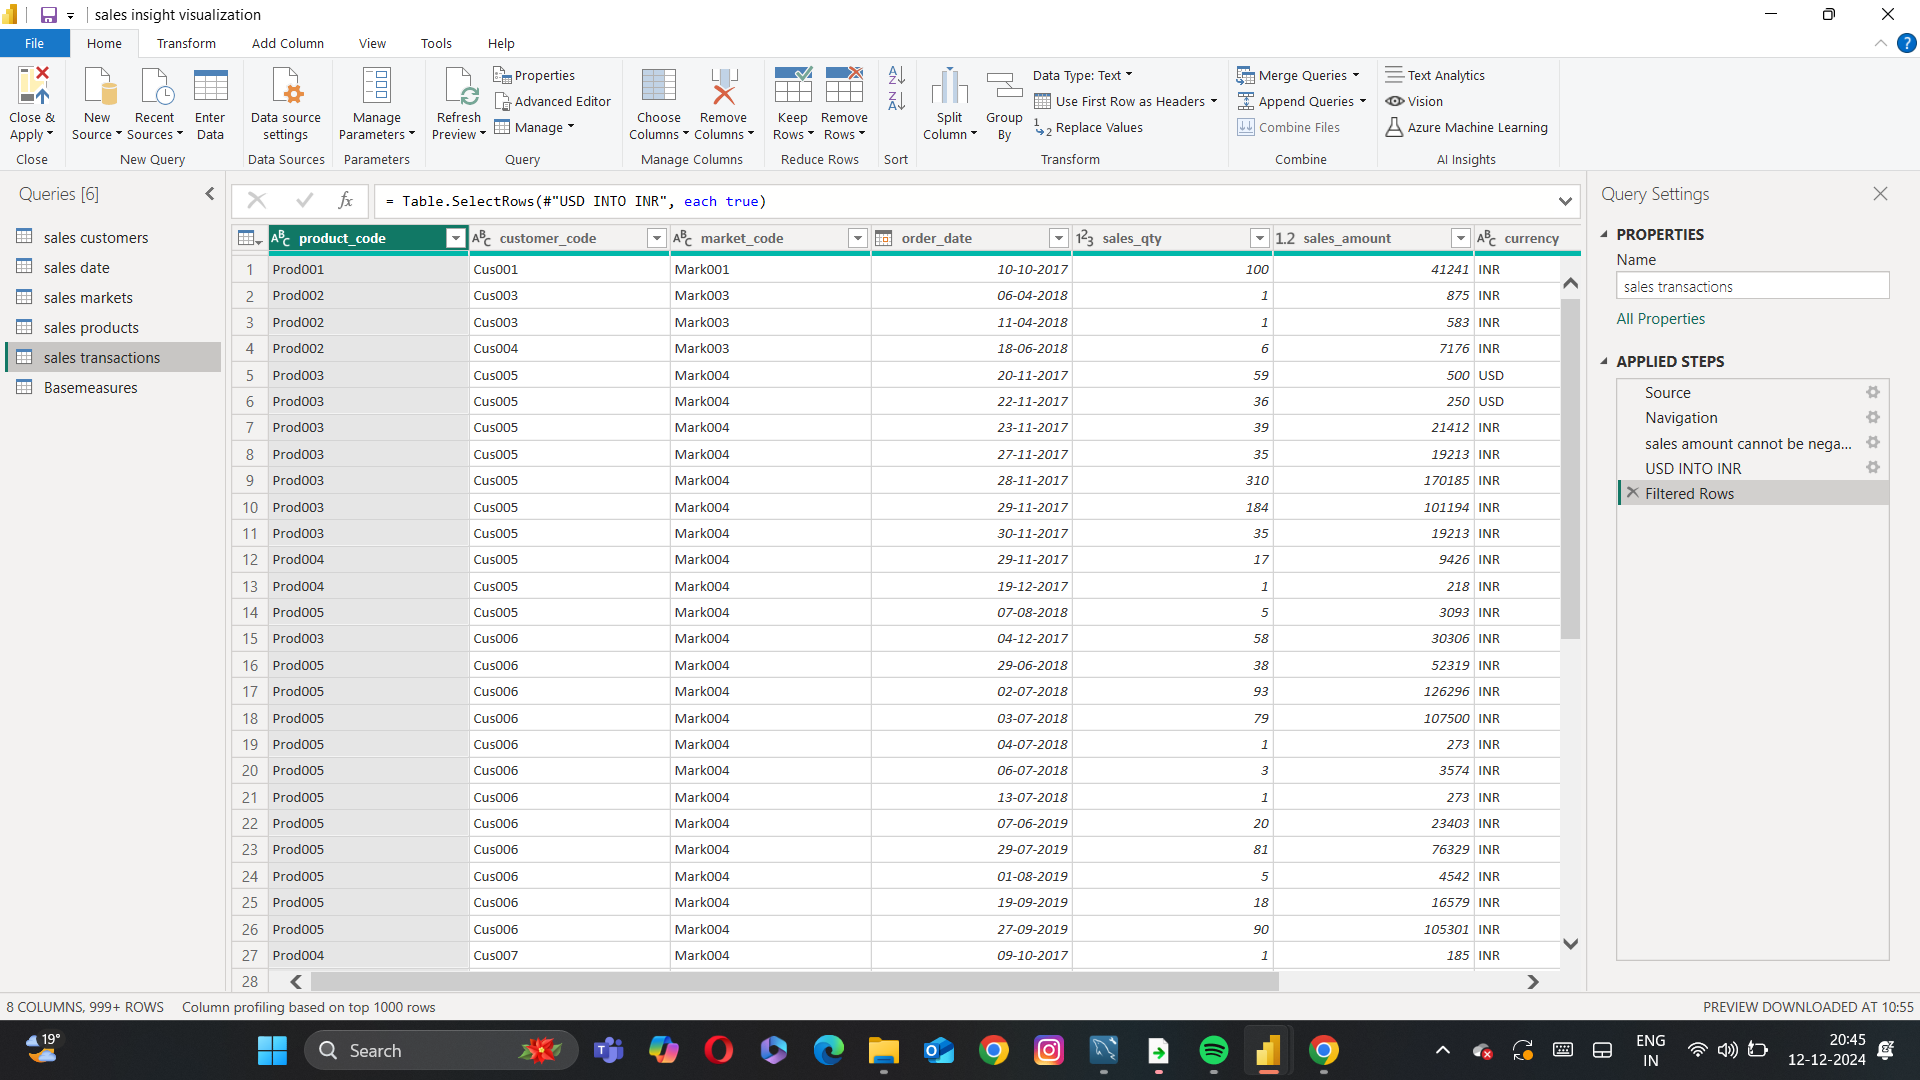 sales insight visualization
File Home Transform Add Column View Tools Help
Close & Apply
Close
New Source
Recent Sources
Enter Data
New Query
Data source settings
Data Sources
Manage Parameters
Parameters
Refresh Preview
Properties
Advanced Editor
Manage
Query
Choose Columns
Remove Columns
Manage Columns
Keep Rows
Remove Rows
Reduce Rows
Sort
Split Column
Group By
Data Type: Text
Use First Row as Headers
Replace Values
Transform
Merge Queries
Append Queries
Combine Files
Combine
Text Analytics
Vision
Azure Machine Learning
AI Insights
Queries [6]
sales customers
sales date
sales markets
sales products
sales transactions
Basemeasures
= Table.SelectRows(#"USD INTO INR", each true)
product_code customer_code market_code order_date sales_qty 1.2 sales_amount currency
1 Prod001 Cus001 Mark001 10-10-2017 100 41241 INR
2 Prod002 Cus003 Mark003 06-04-2018 1 875 INR
3 Prod002 Cus003 Mark003 11-04-2018 1 583 INR
4 Prod002 Cus004 Mark003 18-06-2018 6 7176 INR
5 Prod003 Cus005 Mark004 20-11-2017 59 500 USD
6 Prod003 Cus005 Mark004 22-11-2017 36 250 USD
7 Prod003 Cus005 Mark004 23-11-2017 39 21412 INR
8 Prod003 Cus005 Mark004 27-11-2017 35 19213 INR
9 Prod003 Cus005 Mark004 28-11-2017 310 170185 INR
10 Prod003 Cus005 Mark004 29-11-2017 184 101194 INR
11 Prod003 Cus005 Mark004 30-11-2017 35 19213 INR
12 Prod004 Cus005 Mark004 29-11-2017 17 9426 INR
13 Prod004 Cus005 Mark004 19-12-2017 1 218 INR
14 Prod005 Cus005 Mark004 07-08-2018 5 3093 INR
15 Prod003 Cus006 Mark004 04-12-2017 58 30306 INR
16 Prod005 Cus006 Mark004 29-06-2018 38 52319 INR
17 Prod005 Cus006 Mark004 02-07-2018 93 126296 INR
18 Prod005 Cus006 Mark004 03-07-2018 79 107500 INR
19 Prod005 Cus006 Mark004 04-07-2018 1 273 INR
20 Prod005 Cus006 Mark004 06-07-2018 3 3574 INR
21 Prod005 Cus006 Mark004 13-07-2018 1 273 INR
22 Prod005 Cus006 Mark004 07-06-2019 20 23403 INR
23 Prod005 Cus006 Mark004 29-07-2019 81 76329 INR
24 Prod005 Cus006 Mark004 01-08-2019 5 4542 INR
25 Prod005 Cus006 Mark004 19-09-2019 18 16579 INR
26 Prod005 Cus006 Mark004 27-09-2019 90 105301 INR
27 Prod004 Cus007 Mark004 09-10-2017 1 185 INR
28
Query Settings
PROPERTIES
Name
sales transactions
All Properties
APPLIED STEPS
Source
Navigation
sales amount cannot be nega...
USD INTO INR
Filtered Rows
8 COLUMNS, 999+ ROWS Column profiling based on top 1000 rows
PREVIEW DOWNLOADED AT 10:55
19°
Search
ENG
IN
20:45
12-12-2024